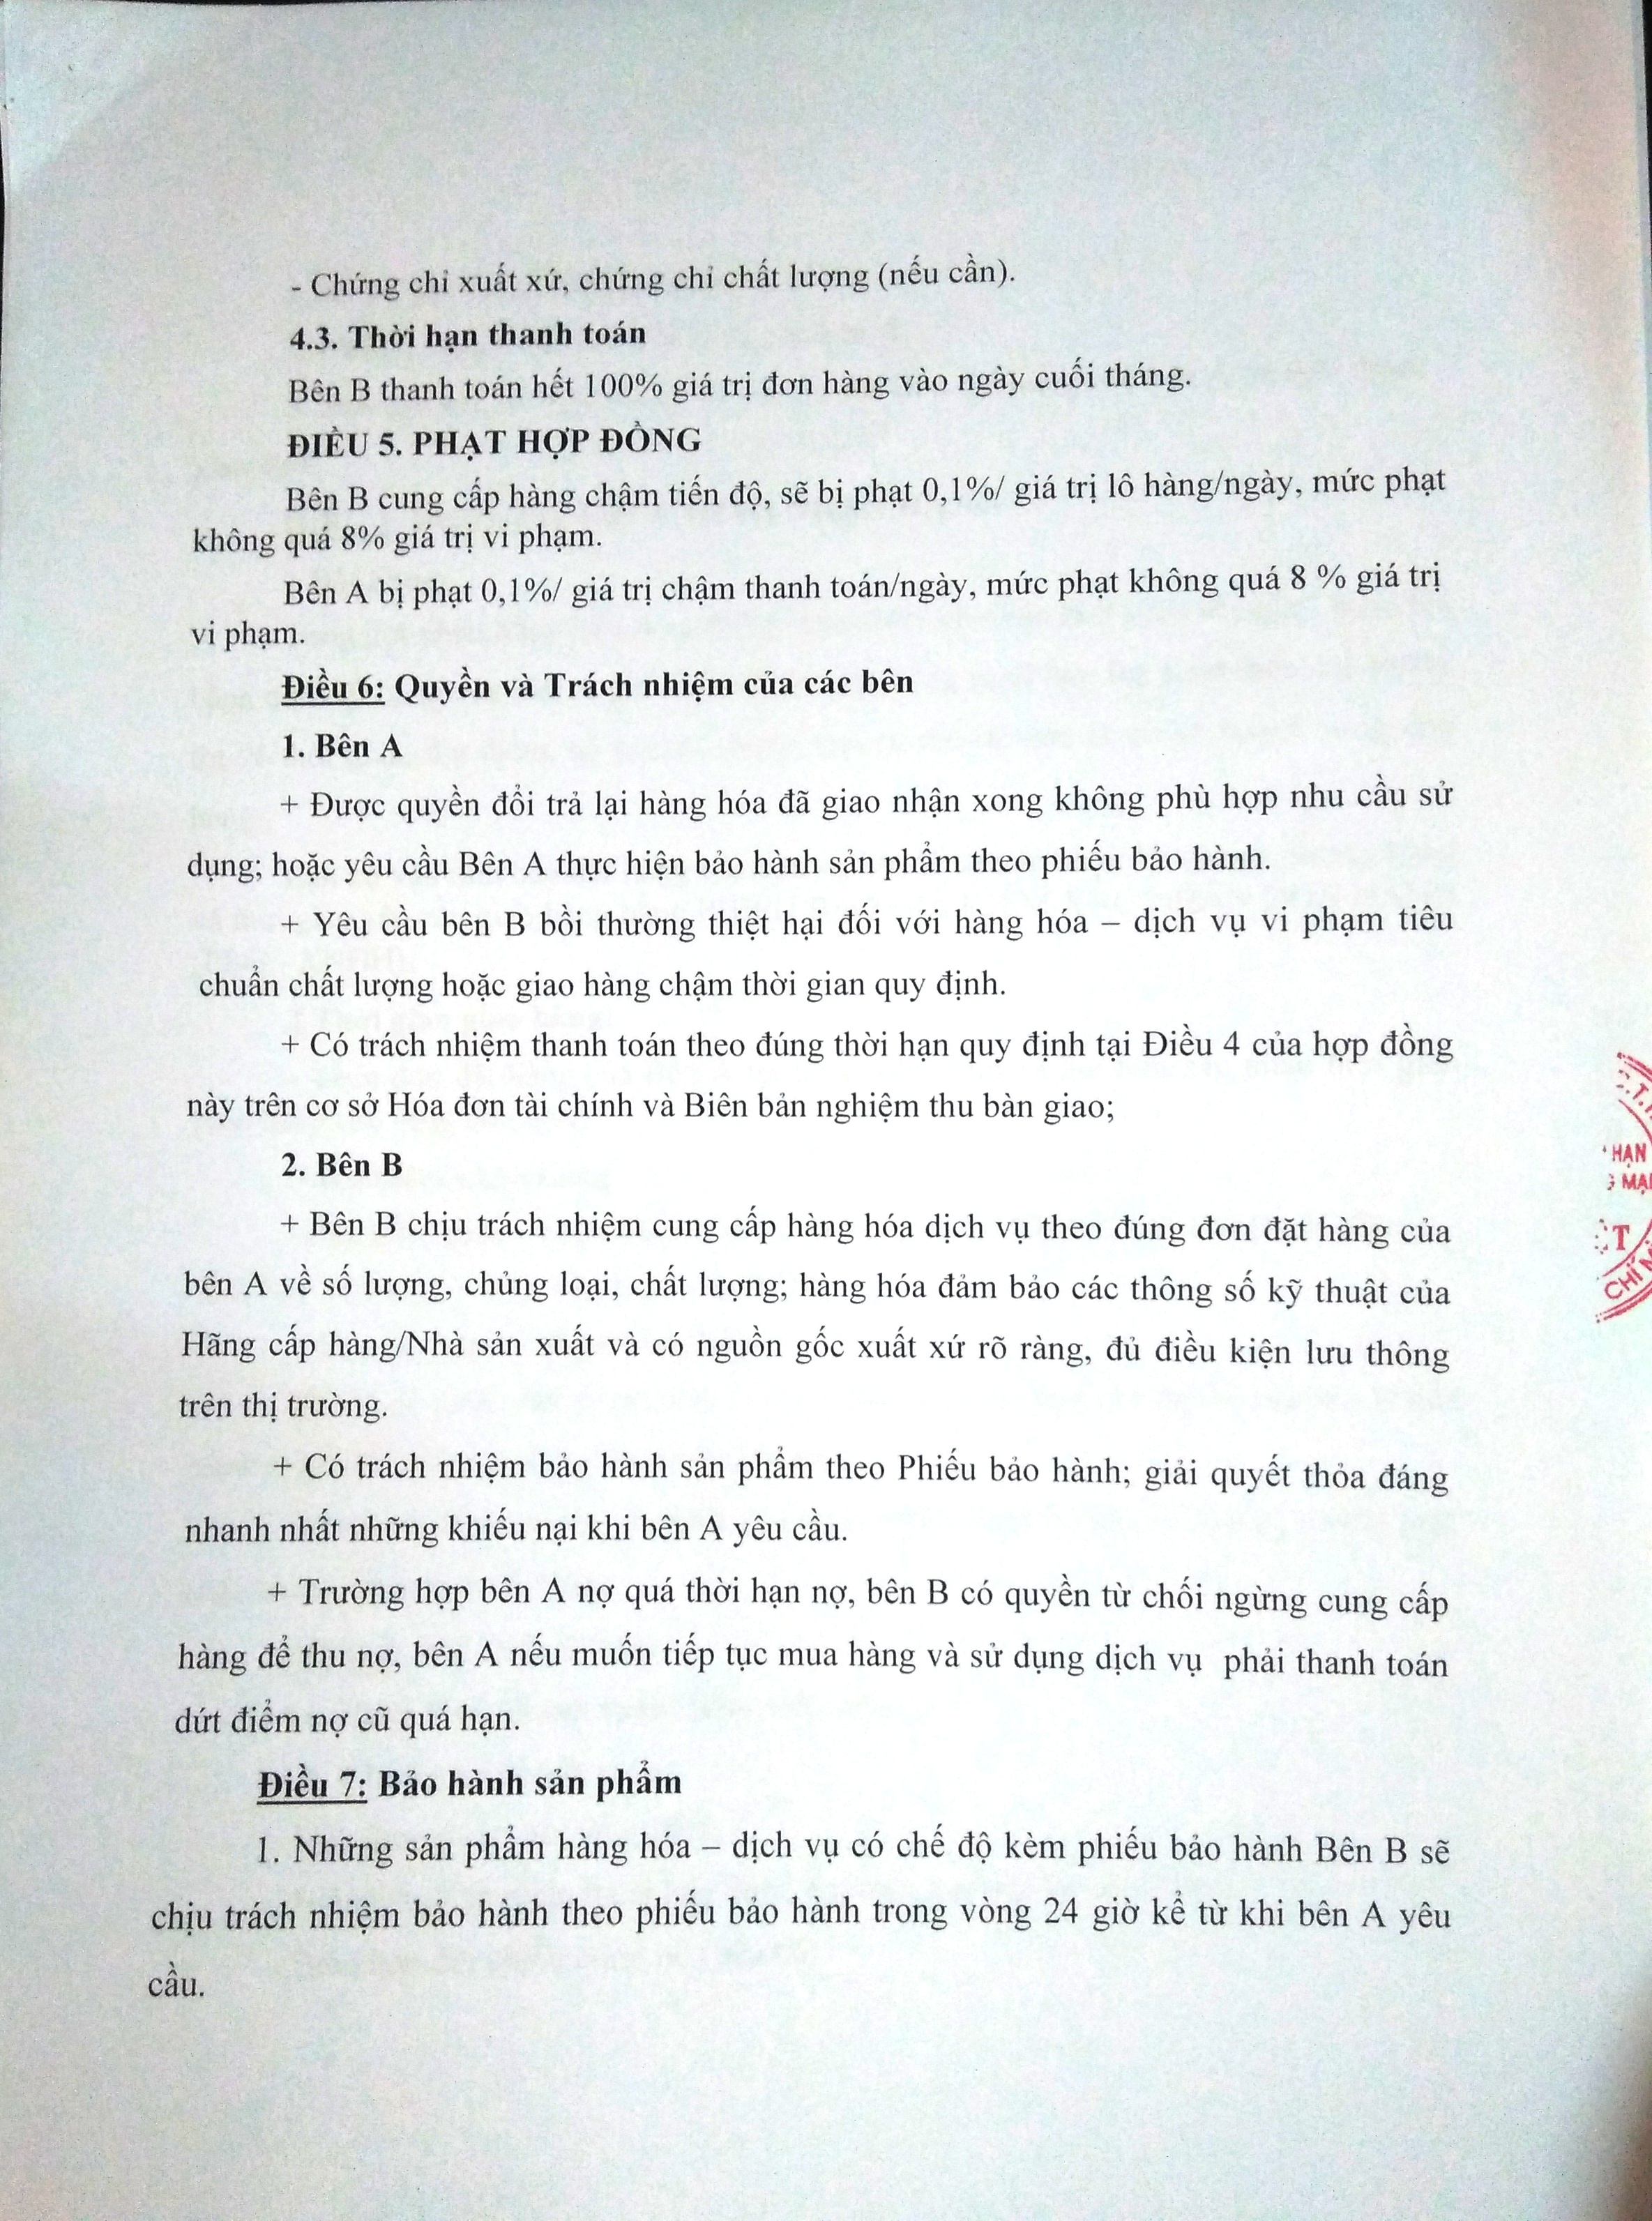 - Chứng chỉ xuất xứ, chứng chỉ chất lượng (nếu cần).
4.3. Thời hạn thanh toán
Bên B thanh toán hết 100% giá trị đơn hàng vào ngày cuối tháng.
ĐIỀU 5. PHẠT HỢP ĐỒNG
Bên B cung cấp hàng chậm tiến độ, sẽ bị phạt 0,1%/ giá trị lô hàng/ngày, mức phạt
không quá 8% giá trị vi phạm.
Bên A bị phạt 0,1%/ giá trị chậm thanh toán/ngày, mức phạt không quá 8 % giá trị
vi phạm.
Điều 6: Quyền và Trách nhiệm của các bên
1. Bên A
+ Được quyền đổi trả lại hàng hóa đã giao nhận xong không phù hợp nhu cầu sử
dụng; hoặc yêu cầu Bên A thực hiện bảo hành sản phẩm theo phiếu bảo hành.
+ Yêu cầu bên B bồi thường thiệt hại đối với hàng hóa – dịch vụ vi phạm tiêu
chuẩn chất lượng hoặc giao hàng chậm thời gian quy định.
+ Có trách nhiệm thanh toán theo đúng thời hạn quy định tại Điều 4 của hợp đồng
này trên cơ sở Hóa đơn tài chính và Biên bản nghiệm thu bàn giao;
2. Bên B
+ Bên B chịu trách nhiệm cung cấp hàng hóa dịch vụ theo đúng đơn đặt hàng của
bên A về số lượng, chủng loại, chất lượng; hàng hóa đảm bảo các thông số kỹ thuật của
Hãng cấp hàng/Nhà sản xuất và có nguồn gốc xuất xứ rõ ràng, đủ điều kiện lưu thông
trên thị trường.
+ Có trách nhiệm bảo hành sản phẩm theo Phiếu bảo hành; giải quyết thỏa đáng
nhanh nhất những khiếu nại khi bên A yêu cầu.
+ Trường hợp bên A nợ quá thời hạn nợ, bên B có quyền từ chối ngừng cung cấp
hàng để thu nợ, bên A nếu muốn tiếp tục mua hàng và sử dụng dịch vụ phải thanh toán
dứt điểm nợ cũ quá hạn.
Điều 7: Bảo hành sản phẩm
1. Những sản phẩm hàng hóa – dịch vụ có chế độ kèm phiếu bảo hành Bên B sẽ
chịu trách nhiệm bảo hành theo phiếu bảo hành trong vòng 24 giờ kể từ khi bên A yêu
cầu.
HẠN